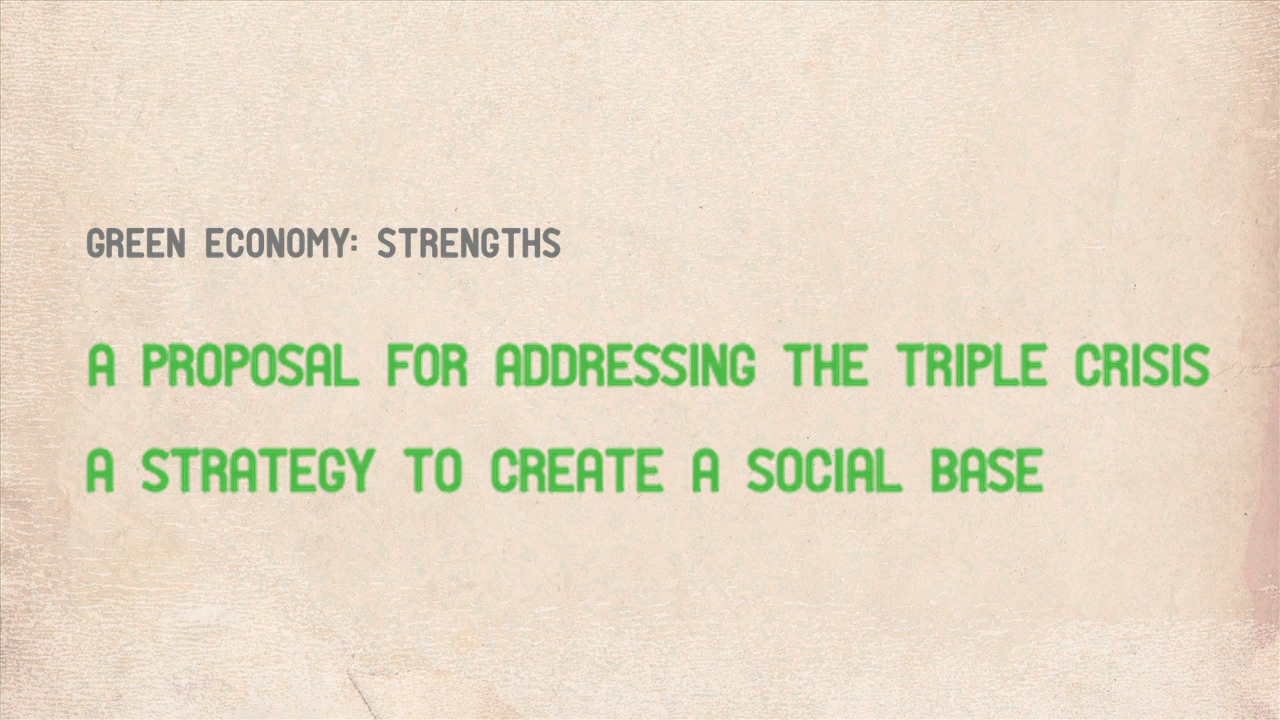 GREEN ECONOMY: STRENGTHS
A PROPOSAL FOR ADDRESSING THE TRIPLE CRISIS
A STRATEGY TO CREATE A SOCIAL BASE